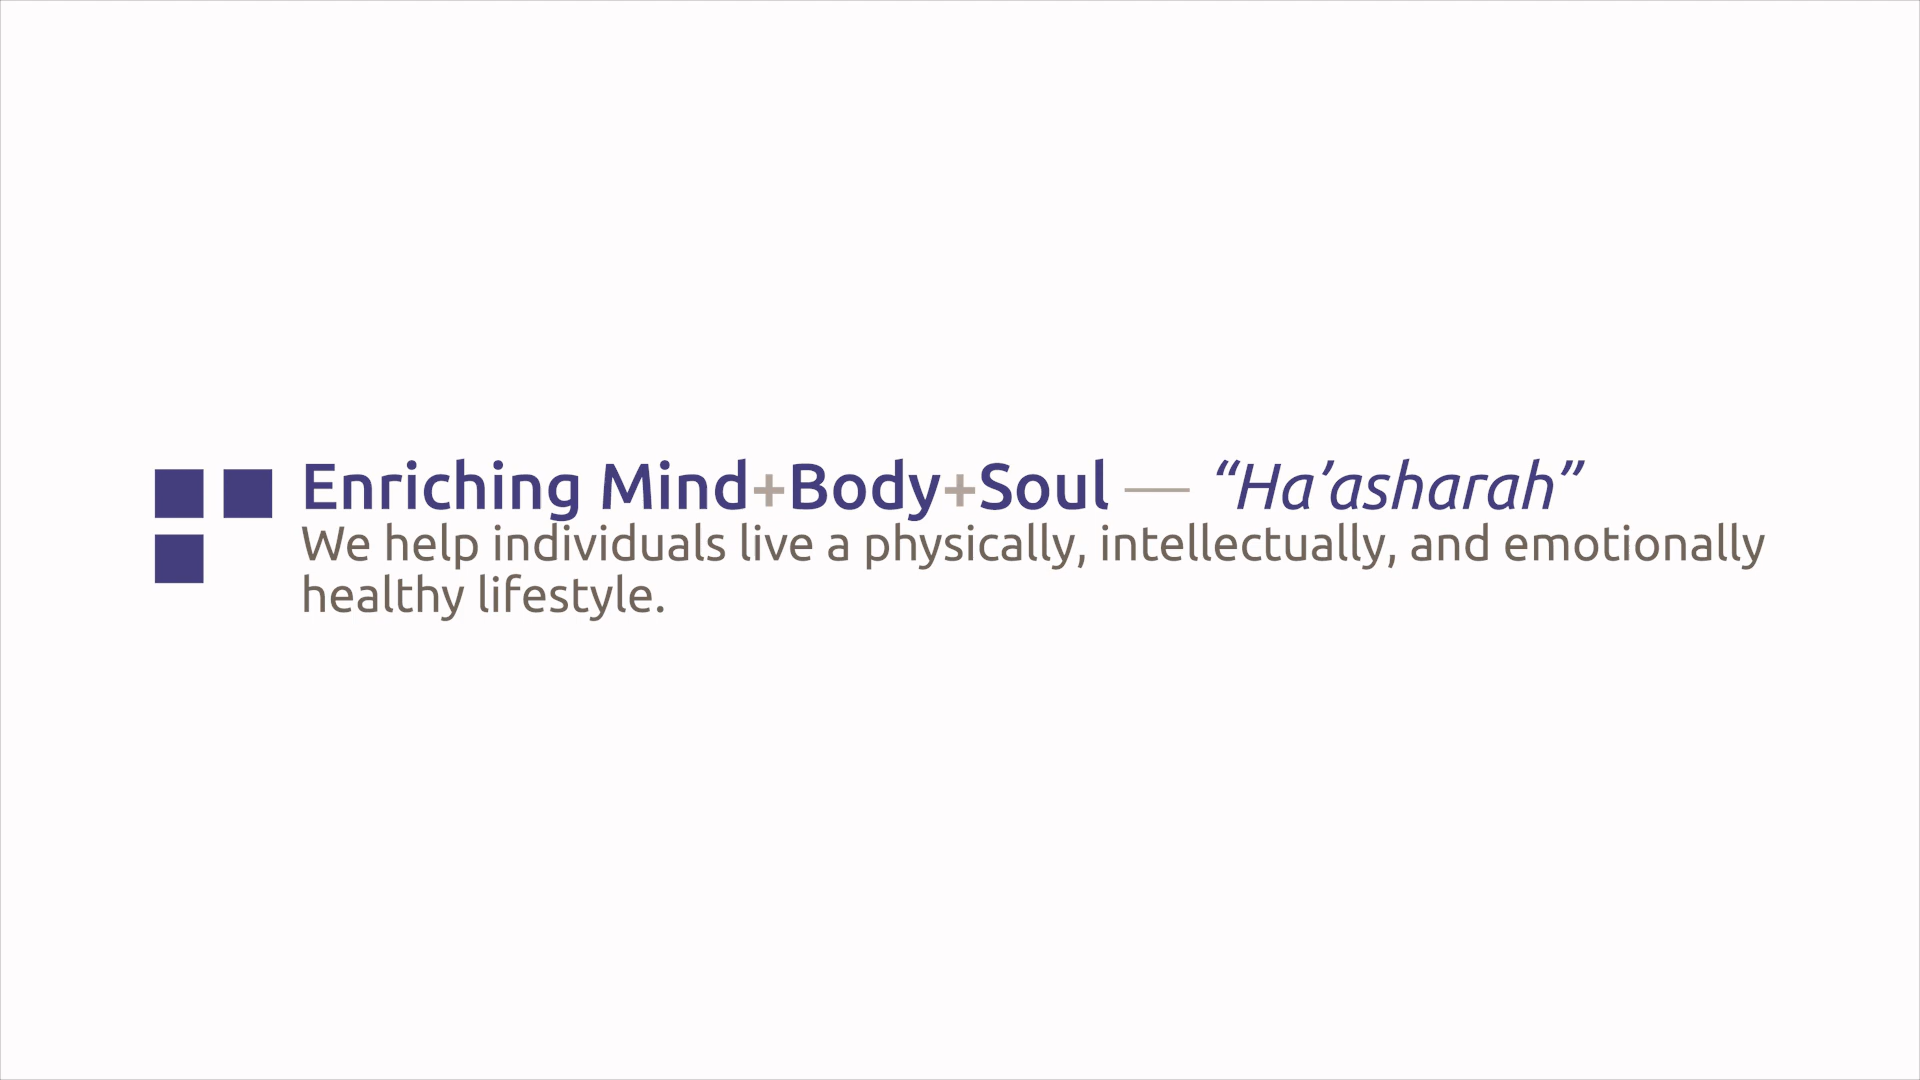 Enriching Mind+Body+Soul — “Ha’asharah”
We help individuals live a physically, intellectually, and emotionally
healthy lifestyle.